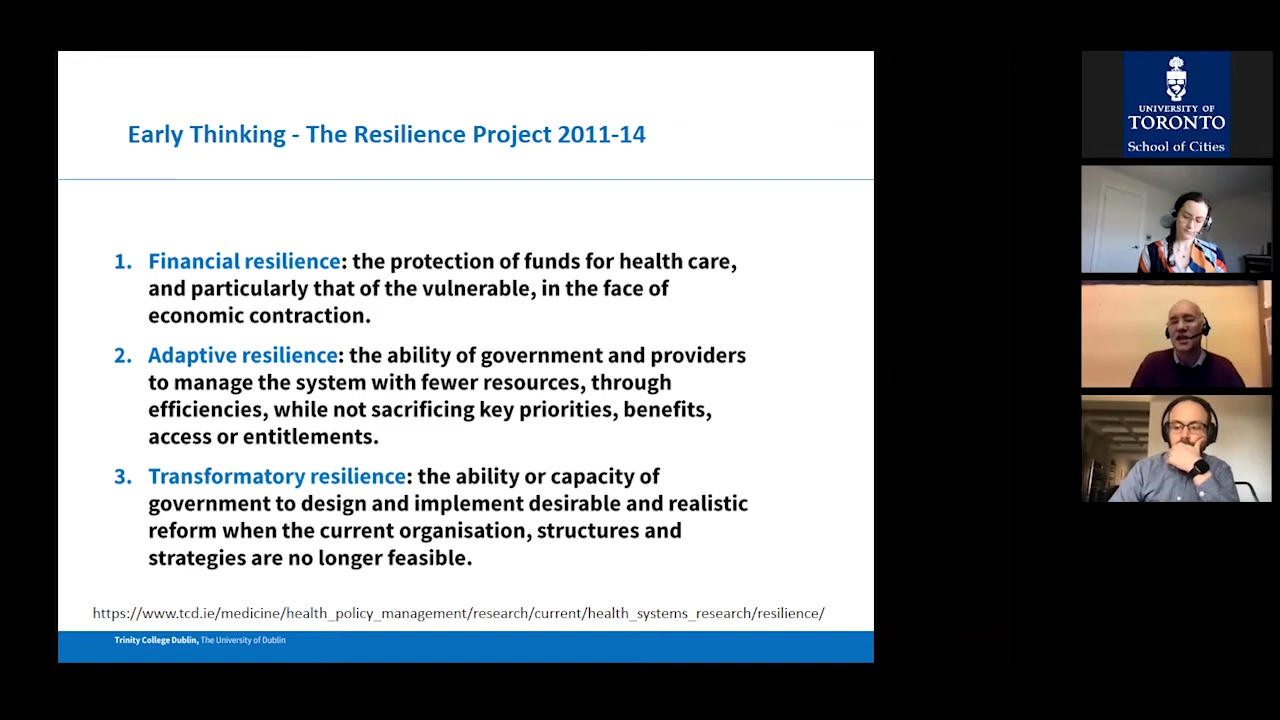 Early Thinking - The Resilience Project 2011-14
1. Financial resilience: the protection of funds for health care,
and particularly that of the vulnerable, in the face of
economic contraction.
2. Adaptive resilience: the ability of government and providers
to manage the system with fewer resources, through
efficiencies, while not sacrificing key priorities, benefits,
access or entitlements.
3. Transformatory resilience: the ability or capacity of
government to design and implement desirable and realistic
reform when the current organisation, structures and
strategies are no longer feasible.
https://www.tcd.ie/medicine/health_policy_management/research/current/health_systems_research/resilience/
Trinity College Dublin, The University of Dublin
UNIVERSITY OF
TORONTO
School of Cities